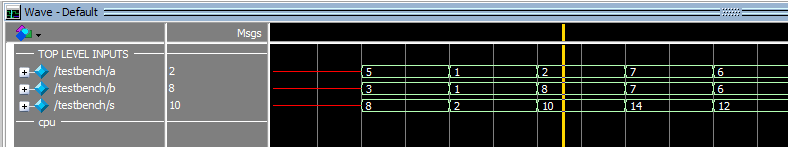 Wave - Default
Msgs
TOP LEVEL INPUTS
/testbench/a 2 5 1 2 7 6
/testbench/b 8 3 1 8 7 6
/testbench/s 10 8 2 10 14 12
cpu